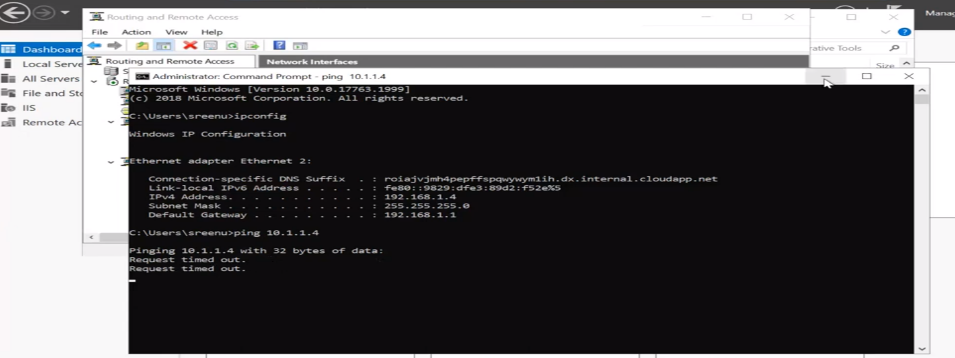 Manag
Routing and Remote Access
File Action View Help
rative Tools
Dashboard
Routing and Remote Access
Network Interfaces
Size
Local Serve
All Servers
File and Sto
IIS
Remote Ac
Administrator: Command Prompt - ping 10.1.1.4
Microsoft Windows [Version 10.0.17763.1999]
(c) 2018 Microsoft Corporation. All rights reserved.
C:\Users\sreenu>ipconfig
Windows IP Configuration
Ethernet adapter Ethernet 2:
Connection-specific DNS Suffix . : roiajvjmh4pepffspqwywym1ih.dx.internal.cloudapp.net
Link-local IPv6 Address . . . . . : fe80::9829:dfe3:89d2:f52e%5
IPv4 Address. . . . . . . . . . . : 192.168.1.4
Subnet Mask . . . . . . . . . . . : 255.255.255.0
Default Gateway . . . . . . . . . : 192.168.1.1
C:\Users\sreenu>ping 10.1.1.4
Pinging 10.1.1.4 with 32 bytes of data:
Request timed out.
Request timed out.